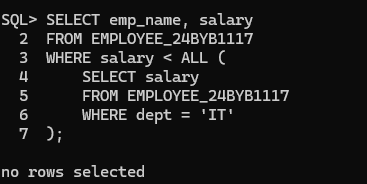 SQL> SELECT emp_name, salary
  2  FROM EMPLOYEE_24BYB1117
  3  WHERE salary < ALL (
  4      SELECT salary
  5      FROM EMPLOYEE_24BYB1117
  6      WHERE dept = 'IT'
  7  );
no rows selected